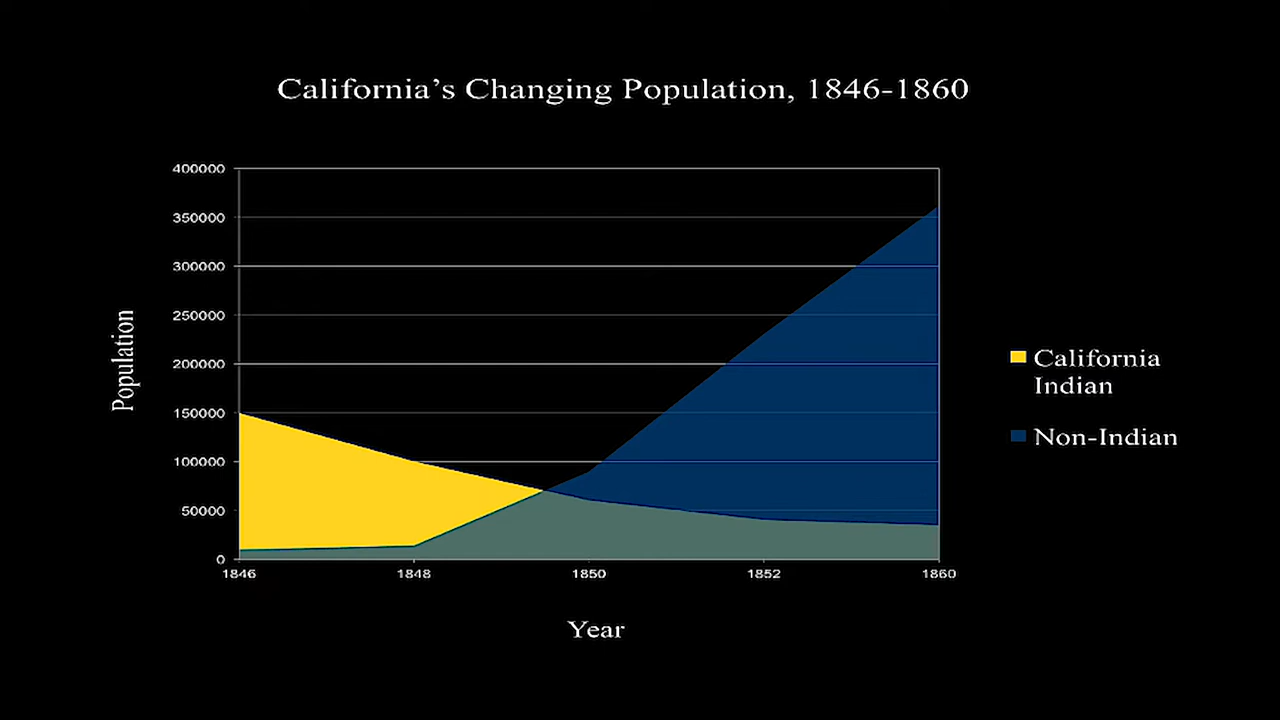 California’s Changing Population, 1846-1860
400000
350000
300000
250000
200000
150000
100000
50000
0
Population
1846 1848 1850 1852 1860
Year
California
Indian
Non-Indian